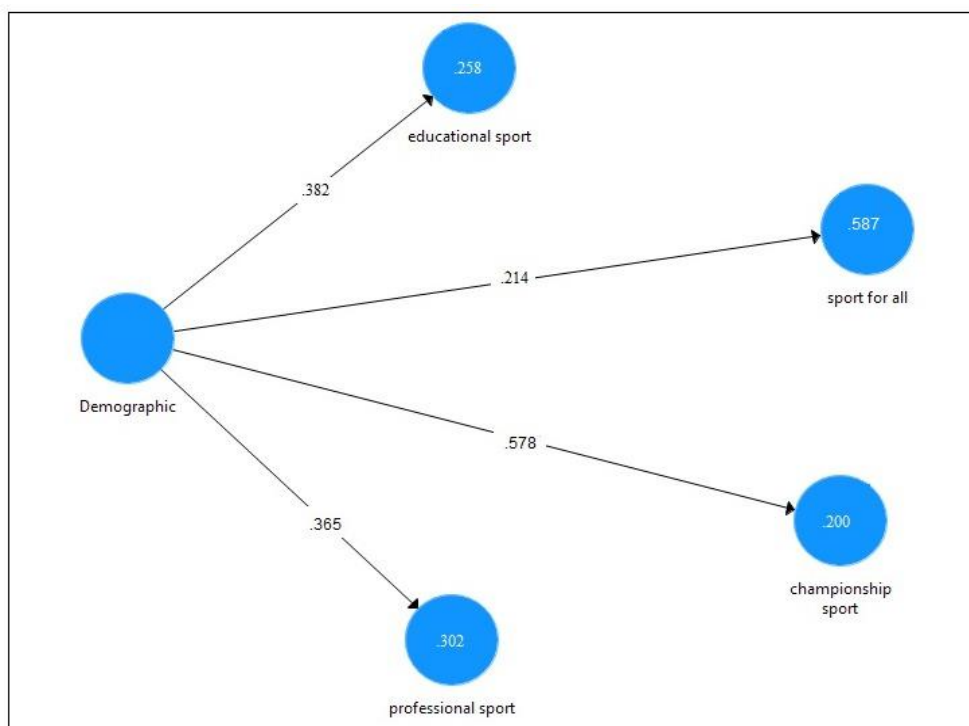 .258
educational sport
.382
.587
sport for all
.214
Demographic
.578
.200
championship
sport
.365
.302
professional sport